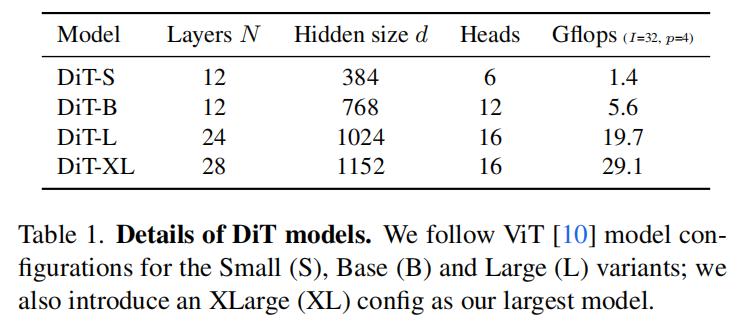 Model Layers N Hidden size d Heads Gflops (I=32, p=4)
DiT-S 12 384 6 1.4
DiT-B 12 768 12 5.6
DiT-L 24 1024 16 19.7
DiT-XL 28 1152 16 29.1
Table 1. Details of DiT models. We follow ViT [10] model con-
figurations for the Small (S), Base (B) and Large (L) variants; we
also introduce an XLarge (XL) config as our largest model.